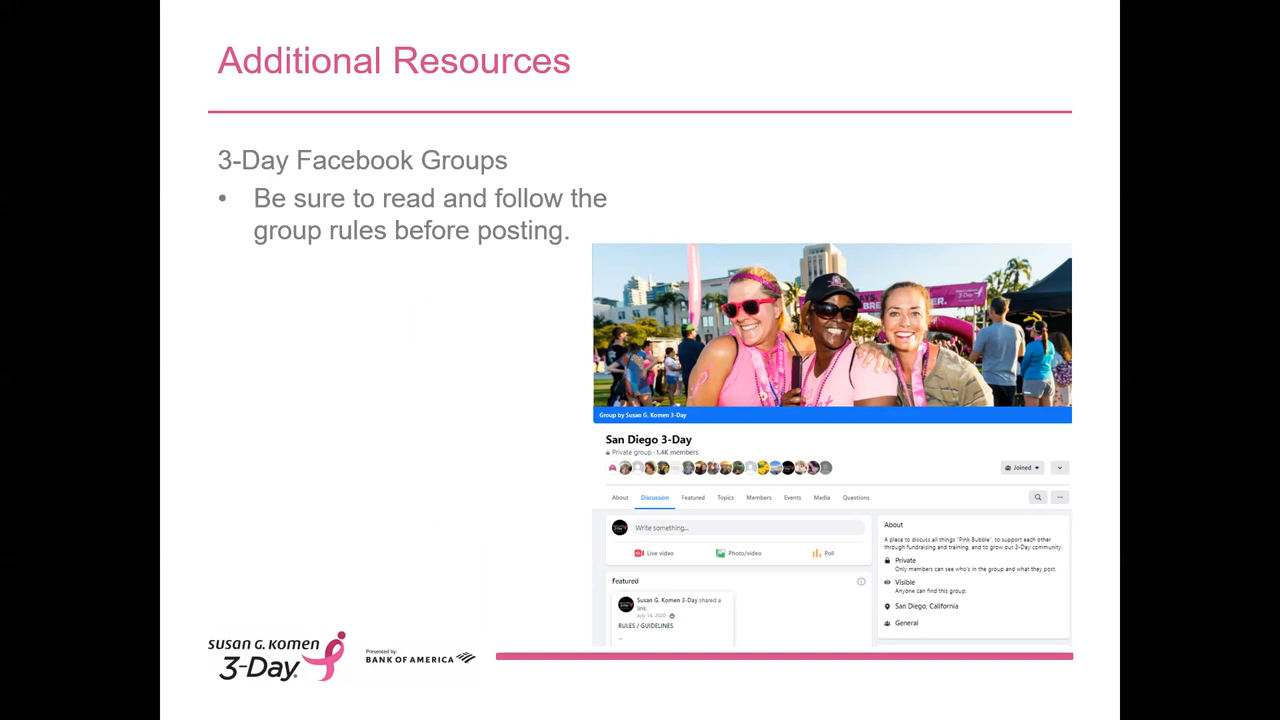 Additional Resources
3-Day Facebook Groups
• Be sure to read and follow the
group rules before posting.
Group by Susan G. Komen 3-Day
San Diego 3-Day
Private group · 1.4K members
Joined
About Discussion Featured Topics Members Events Media Questions
Write something...
Live video Photo/video Poll
Featured
Susan G. Komen 3-Day shared a
link.
July 14, 2020
RULES / GUIDELINES
...
About
A place to discuss all things "Pink Bubble", to support each other
through fundraising and training, and to grow our 3-Day community.
Private
Only members can see who's in the group and what they post.
Visible
Anyone can find this group.
San Diego, California
General
SUSAN G. KOMEN
3-Day®
Presented by:
BANK OF AMERICA